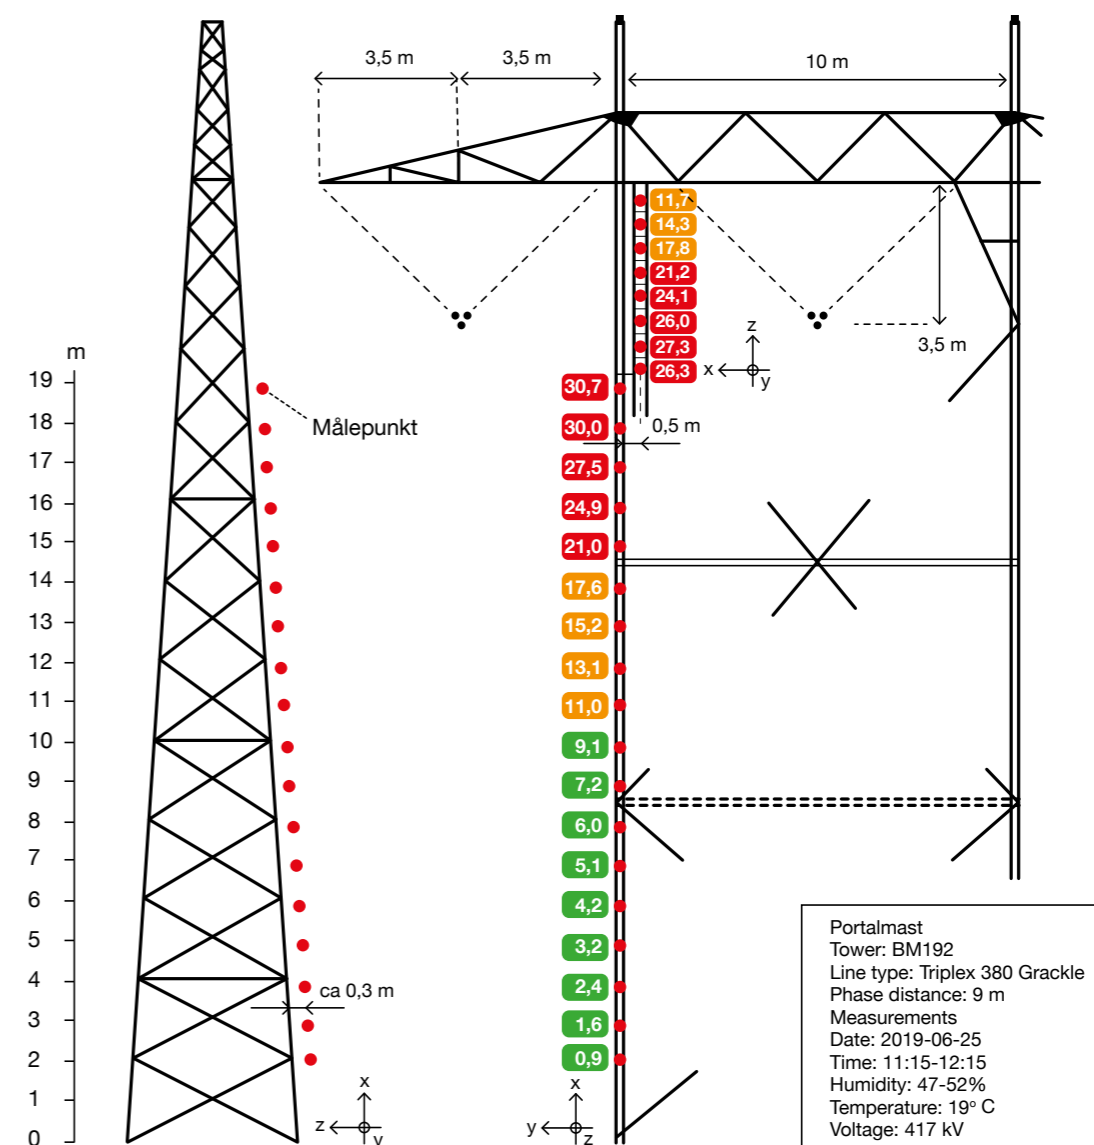 3,5 m
3,5 m
10 m
11,7
14,3
17,8
21,2
24,1
26,0
27,3
26,3
z
x
y
3,5 m
m
19
18
17
16
15
14
13
12
11
10
9
8
7
6
5
4
3
2
1
0
Målepunkt
30,7
30,0
0,5 m
27,5
24,9
21,0
17,6
15,2
13,1
11,0
9,1
7,2
6,0
5,1
4,2
3,2
2,4
1,6
0,9
ca 0,3 m
x
z
y
x
y
z
Portalmast
Tower: BM192
Line type: Triplex 380 Grackle
Phase distance: 9 m
Measurements
Date: 2019-06-25
Time: 11:15-12:15
Humidity: 47-52%
Temperature: 19° C
Voltage: 417 kV